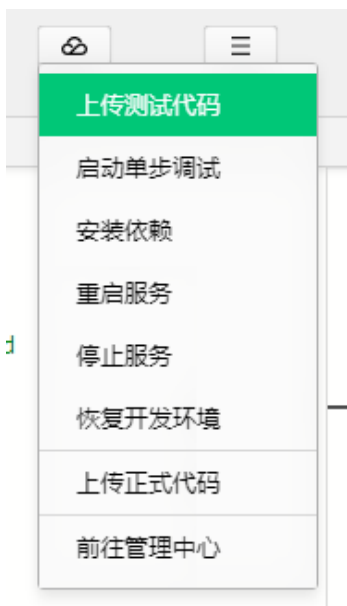 上传测试代码
启动单步调试
安装依赖
重启服务
停止服务
恢复开发环境
上传正式代码
前往管理中心